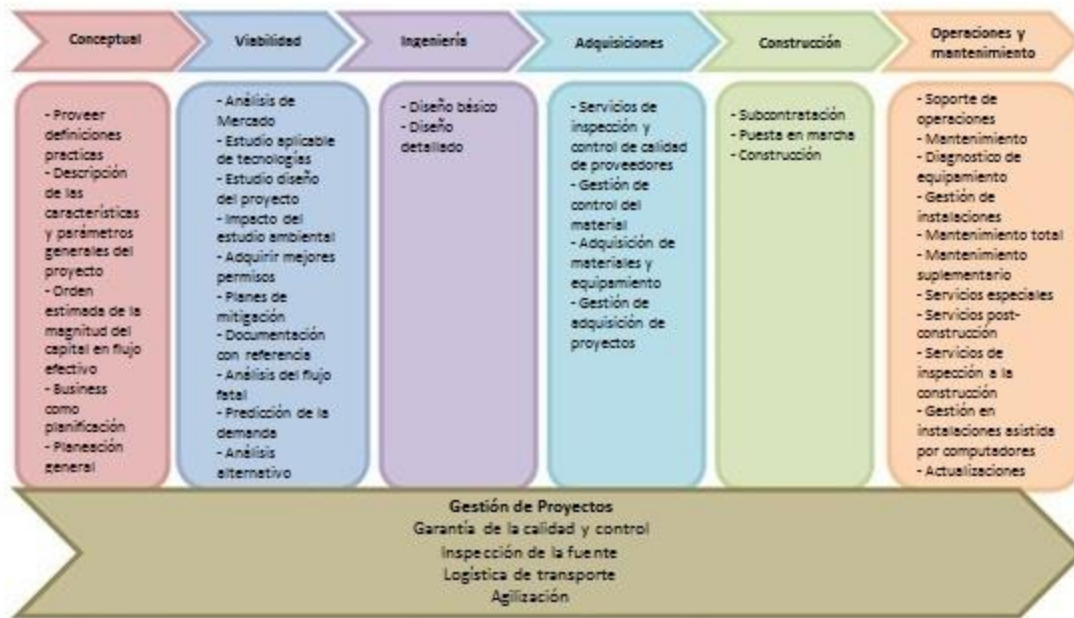 Conceptual
Viabilidad
Ingeniería
Adquisiciones
Construcción
Operaciones y
mantenimiento
- Proveer
definiciones
practicas
- Descripción
de las
características
y parámetros
generales del
proyecto
- Orden
estimada de la
magnitud del
capital en flujo
efectivo
- Business
como
planificación
- Planeación
general
- Análisis de
Mercado
- Estudio aplicable
de tecnologías
- Estudio diseño
del proyecto
- Impacto del
estudio ambiental
- Adquirir mejores
permisos
- Planes de
mitigación
- Documentación
con referencia
- Análisis del flujo
fatal
- Predicción de la
demanda
- Análisis
alternativo
- Diseño básico
- Diseño
detallado
- Servicios de
inspección y
control de calidad
de proveedores
- Gestión de
control del
material
- Adquisición de
materiales y
equipamiento
- Gestión de
adquisición de
proyectos
- Subcontratación
- Puesta en marcha
- Construcción
- Soporte de
operaciones
- Mantenimiento
- Diagnostico de
equipamiento
- Gestión de
instalaciones
- Mantenimiento total
- Mantenimiento
suplementario
- Servicios especiales
- Servicios post-
construcción
- Servicios de
inspección a la
construcción
- Gestión en
instalaciones asistida
por computadores
- Actualizaciones
Gestión de Proyectos
Garantía de la calidad y control
Inspección de la fuente
Logística de transporte
Agilización